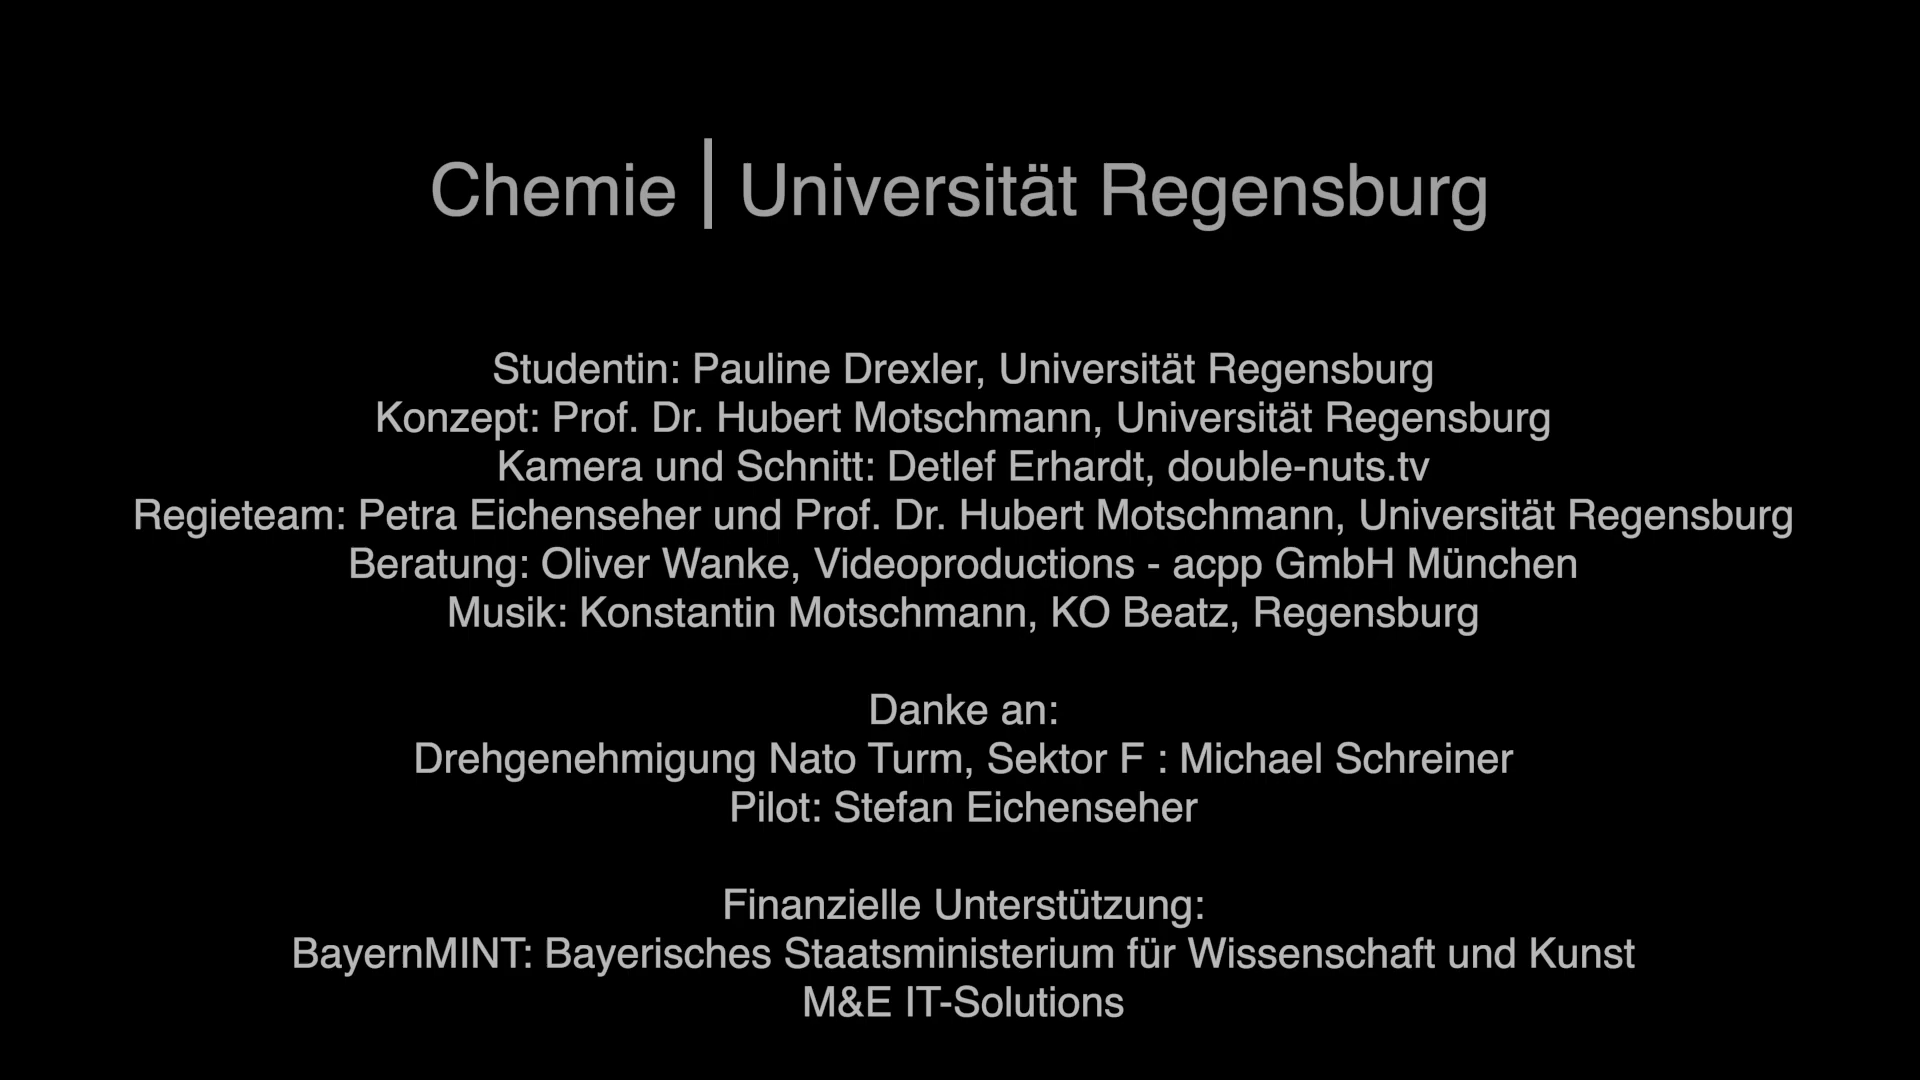 Chemie | Universität Regensburg
Studentin: Pauline Drexler, Universität Regensburg
Konzept: Prof. Dr. Hubert Motschmann, Universität Regensburg
Kamera und Schnitt: Detlef Erhardt, double-nuts.tv
Regieteam: Petra Eichenseher und Prof. Dr. Hubert Motschmann, Universität Regensburg
Beratung: Oliver Wanke, Videoproductions - acpp GmbH München
Musik: Konstantin Motschmann, KO Beatz, Regensburg
Danke an:
Drehgenehmigung Nato Turm, Sektor F : Michael Schreiner
Pilot: Stefan Eichenseher
Finanzielle Unterstützung:
BayernMINT: Bayerisches Staatsministerium für Wissenschaft und Kunst
M&E IT-Solutions